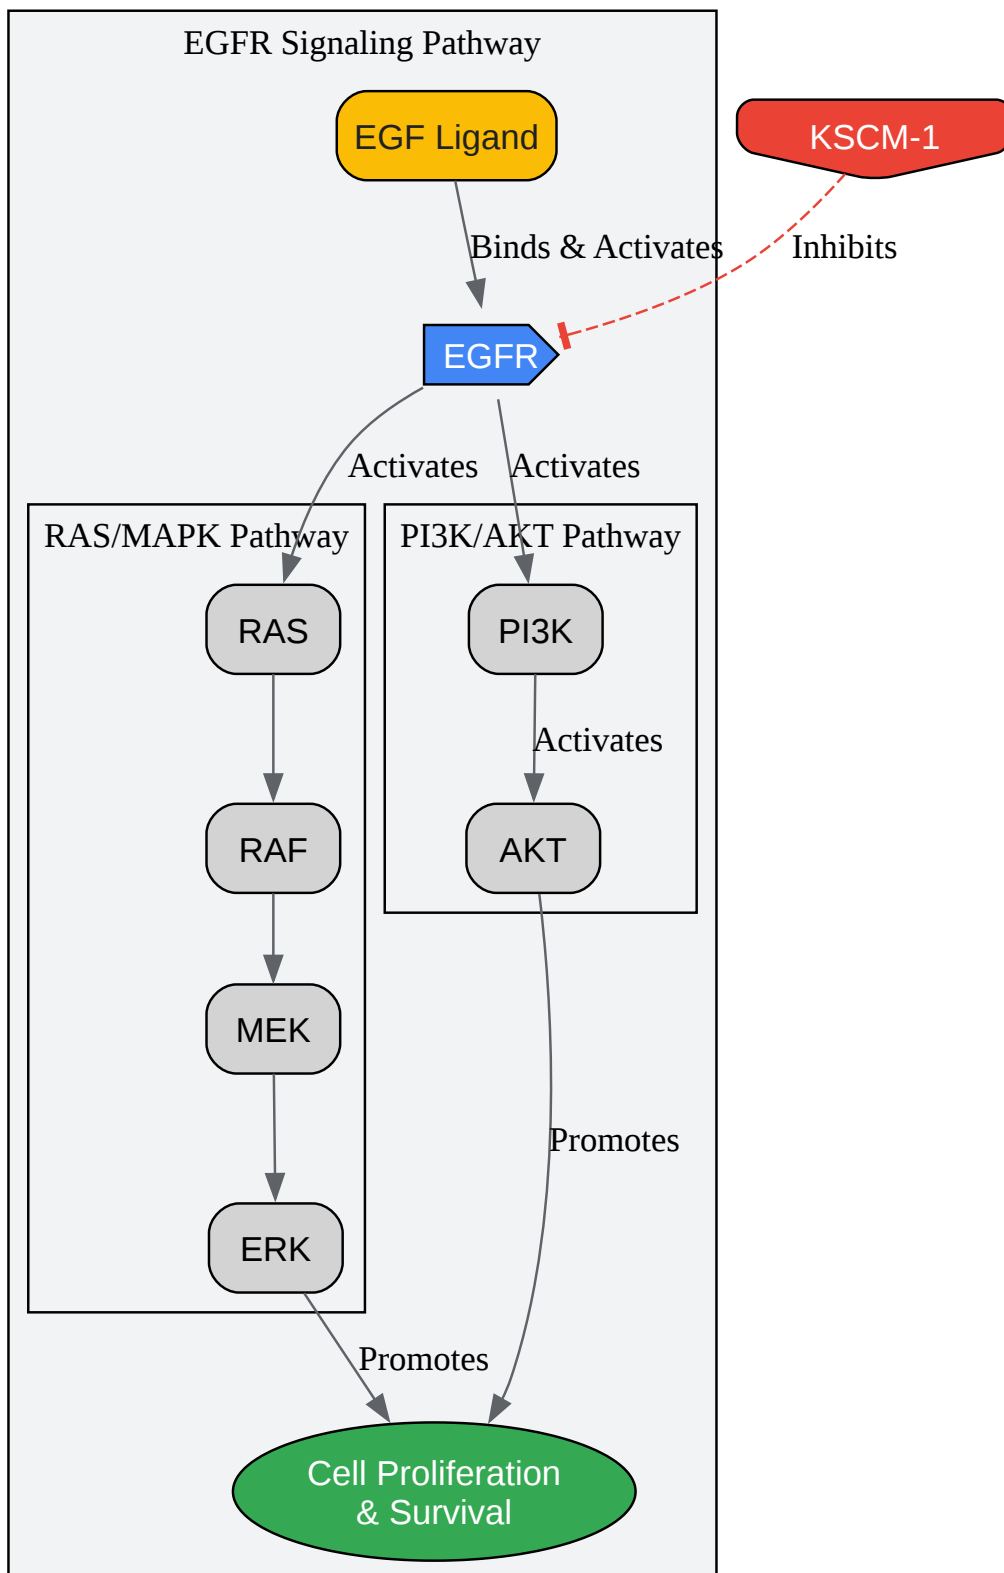 EGFR Signaling Pathway
EGF Ligand
KSCM-1
Binds & Activates
Inhibits
EGFR
Activates
Activates
RAS/MAPK Pathway
PI3K/AKT Pathway
RAS
PI3K
Activates
RAF
AKT
MEK
Promotes
ERK
Promotes
Cell Proliferation
& Survival